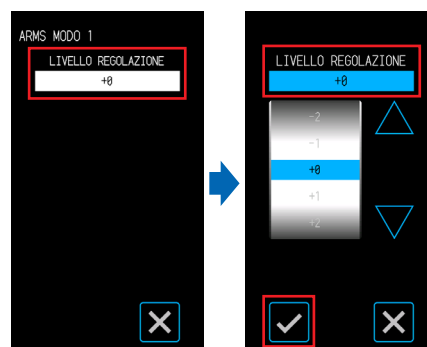 ARMS MODO 1
LIVELLO REGOLAZIONE
+0
LIVELLO REGOLAZIONE
+0
-2
-1
+0
+1
+2